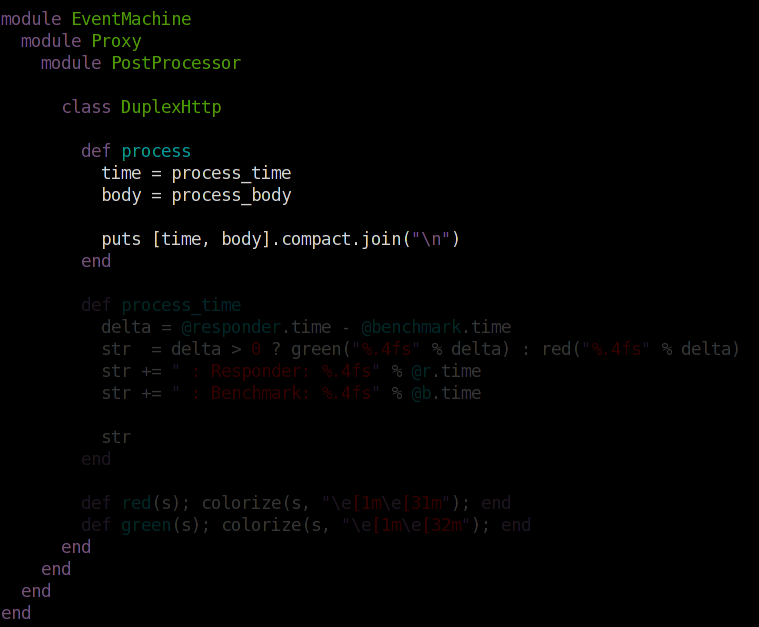 module EventMachine
  module Proxy
    module PostProcessor

      class DuplexHttp

        def process
          time = process_time
          body = process_body

          puts [time, body].compact.join("\n")
        end

        def process_time
          delta = @responder.time - @benchmark.time
          str  = delta > 0 ? green("%.4fs" % delta) : red("%.4fs" % delta)
          str += " : Responder: %.4fs" % @r.time
          str += " : Benchmark: %.4fs" % @b.time

          str
        end

        def red(s); colorize(s, "\e[1m\e[31m"); end
        def green(s); colorize(s, "\e[1m\e[32m"); end
      end
    end
  end
end